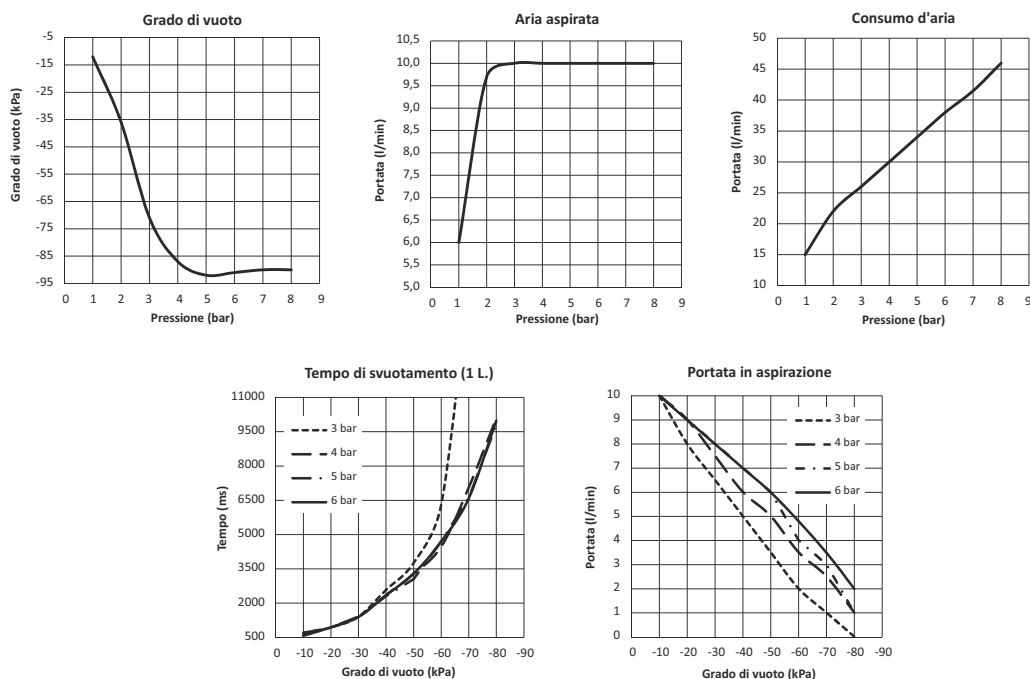 Grado di vuoto
Grado di vuoto (kPa)
-5
-15
-25
-35
-45
-55
-65
-75
-85
-95
0 1 2 3 4 5 6 7 8 9
Pressione (bar)
Aria aspirata
Portata (l/min)
10,5
10,0
9,5
9,0
8,5
8,0
7,5
7,0
6,5
6,0
5,5
5,0
0 1 2 3 4 5 6 7 8 9
Pressione (bar)
Consumo d'aria
Portata (l/min)
50
45
40
35
30
25
20
15
10
0 1 2 3 4 5 6 7 8 9
Pressione (bar)
Tempo di svuotamento (1 L.)
Tempo (ms)
11000
9500
8000
6500
5000
3500
2000
500
3 bar
4 bar
5 bar
6 bar
0 -10 -20 -30 -40 -50 -60 -70 -80 -90
Grado di vuoto (kPa)
Portata in aspirazione
Portata (l/min)
10
9
8
7
6
5
4
3
2
1
0
3 bar
4 bar
5 bar
6 bar
0 -10 -20 -30 -40 -50 -60 -70 -80 -90
Grado di vuoto (kPa)